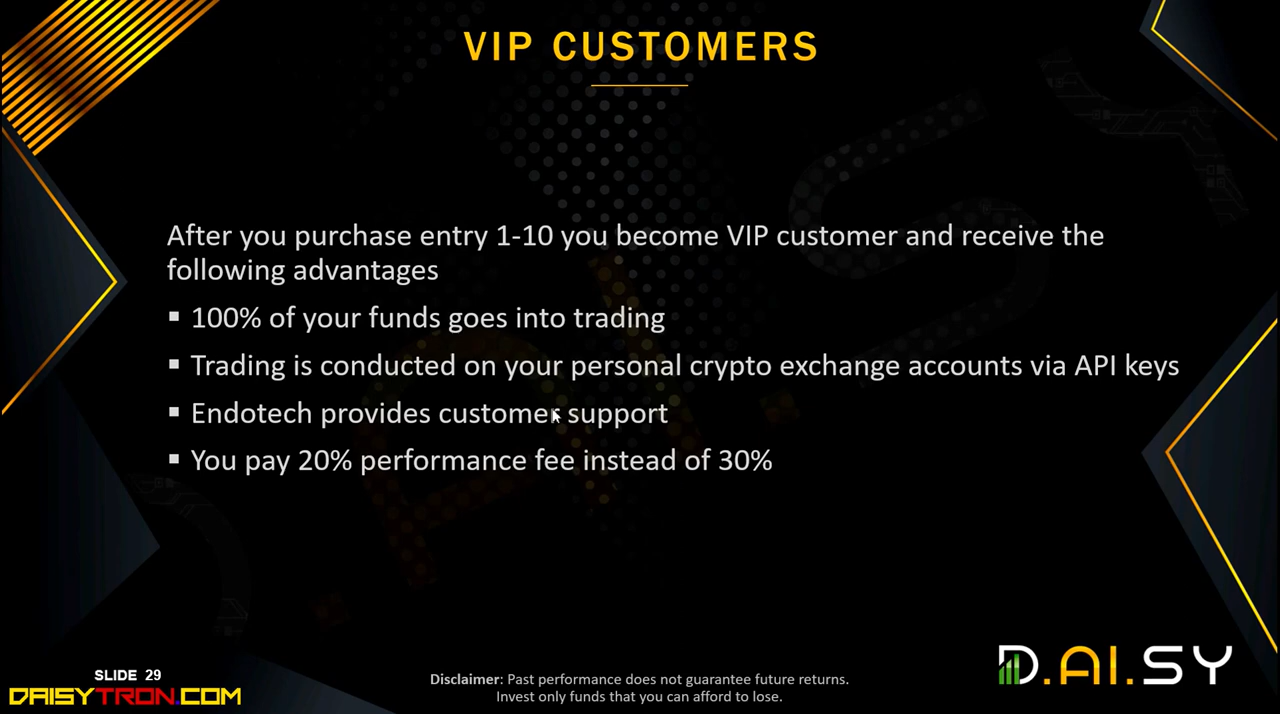 VIP CUSTOMERS
After you purchase entry 1-10 you become VIP customer and receive the
following advantages
▪ 100% of your funds goes into trading
▪ Trading is conducted on your personal crypto exchange accounts via API keys
▪ Endotech provides customer support
▪ You pay 20% performance fee instead of 30%
SLIDE 29
DAISYTRON.COM
Disclaimer: Past performance does not guarantee future returns.
Invest only funds that you can afford to lose.
D.AI.SY